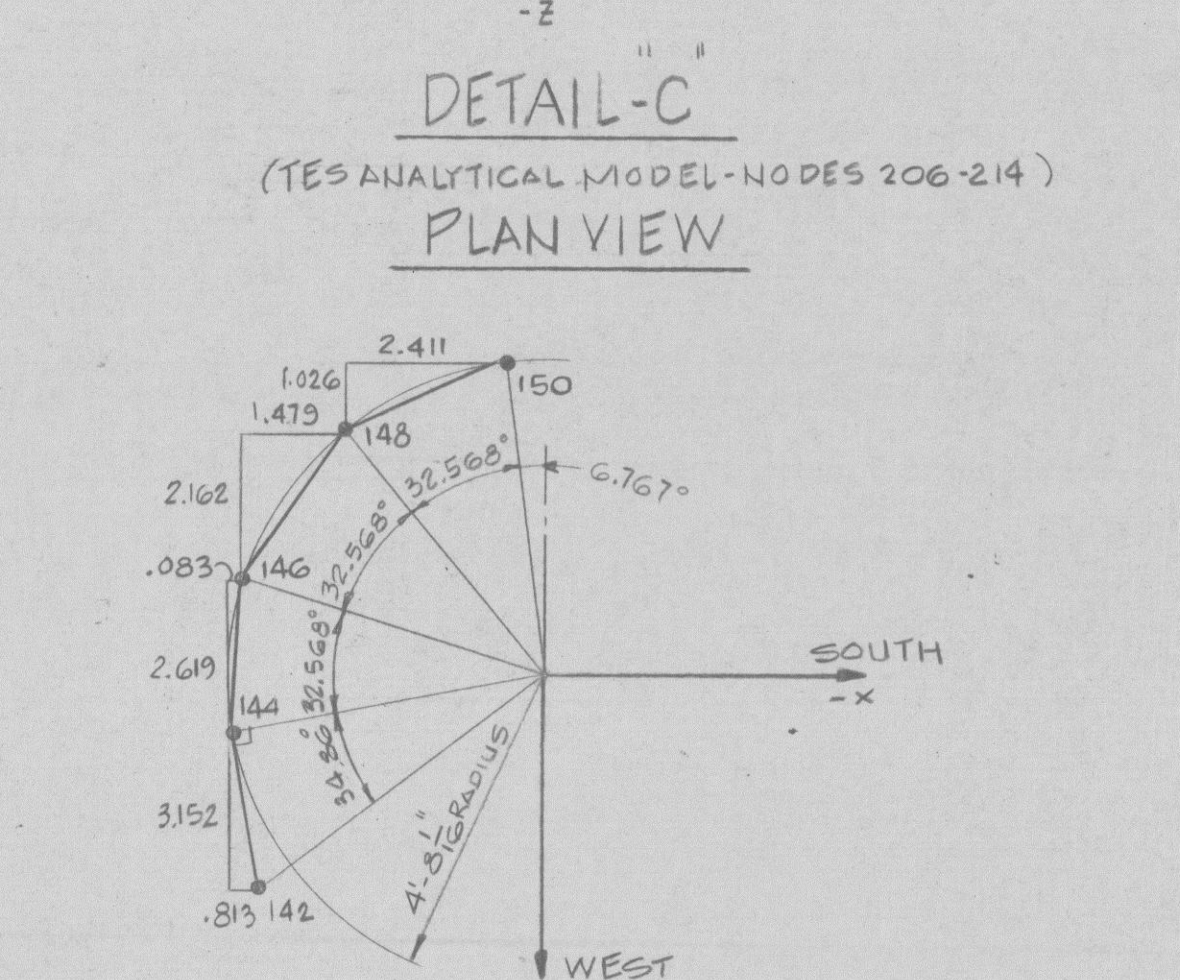 -Z
DETAIL-"C"
(TES ANALYTICAL MODEL-NODES 206-214)
PLAN VIEW
2.411
1.026
150
1.479
148
32.568°
6.767°
2.162
32.568°
.083
146
32.568°
2.619
SOUTH
-X
144
34.86°
4'-8 1/16" RADIUS
3.152
.813
142
WEST